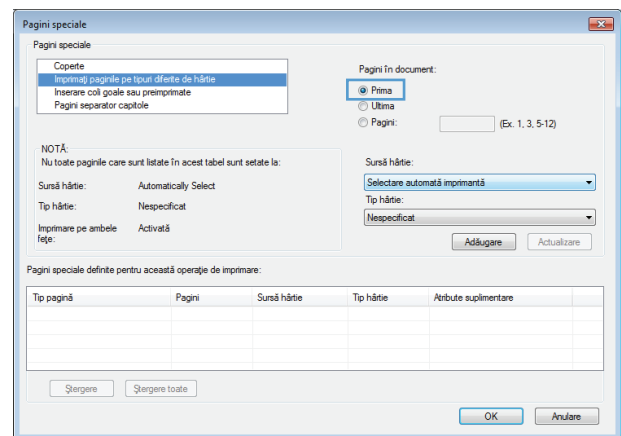 Pagini speciale
Pagini speciale
Coperte
Imprimați paginile pe tipuri diferite de hârtie
Inserare coli goale sau preimprimate
Pagini separator capitole
Pagini în document:
Prima
Ultima
Pagini:
(Ex. 1, 3, 5-12)
NOTĂ:
Nu toate paginile care sunt listate în acest tabel sunt setate la:
Sursă hârtie: Automatically Select
Tip hârtie: Nespecificat
Imprimare pe ambele Activată
fețe:
Sursă hârtie:
Selectare automată imprimantă
Tip hârtie:
Nespecificat
Adăugare Actualizare
Pagini speciale definite pentru această operație de imprimare:
Tip pagină Pagini Sursă hârtie Tip hârtie Atribute suplimentare
Ștergere Ștergere toate
OK Anulare